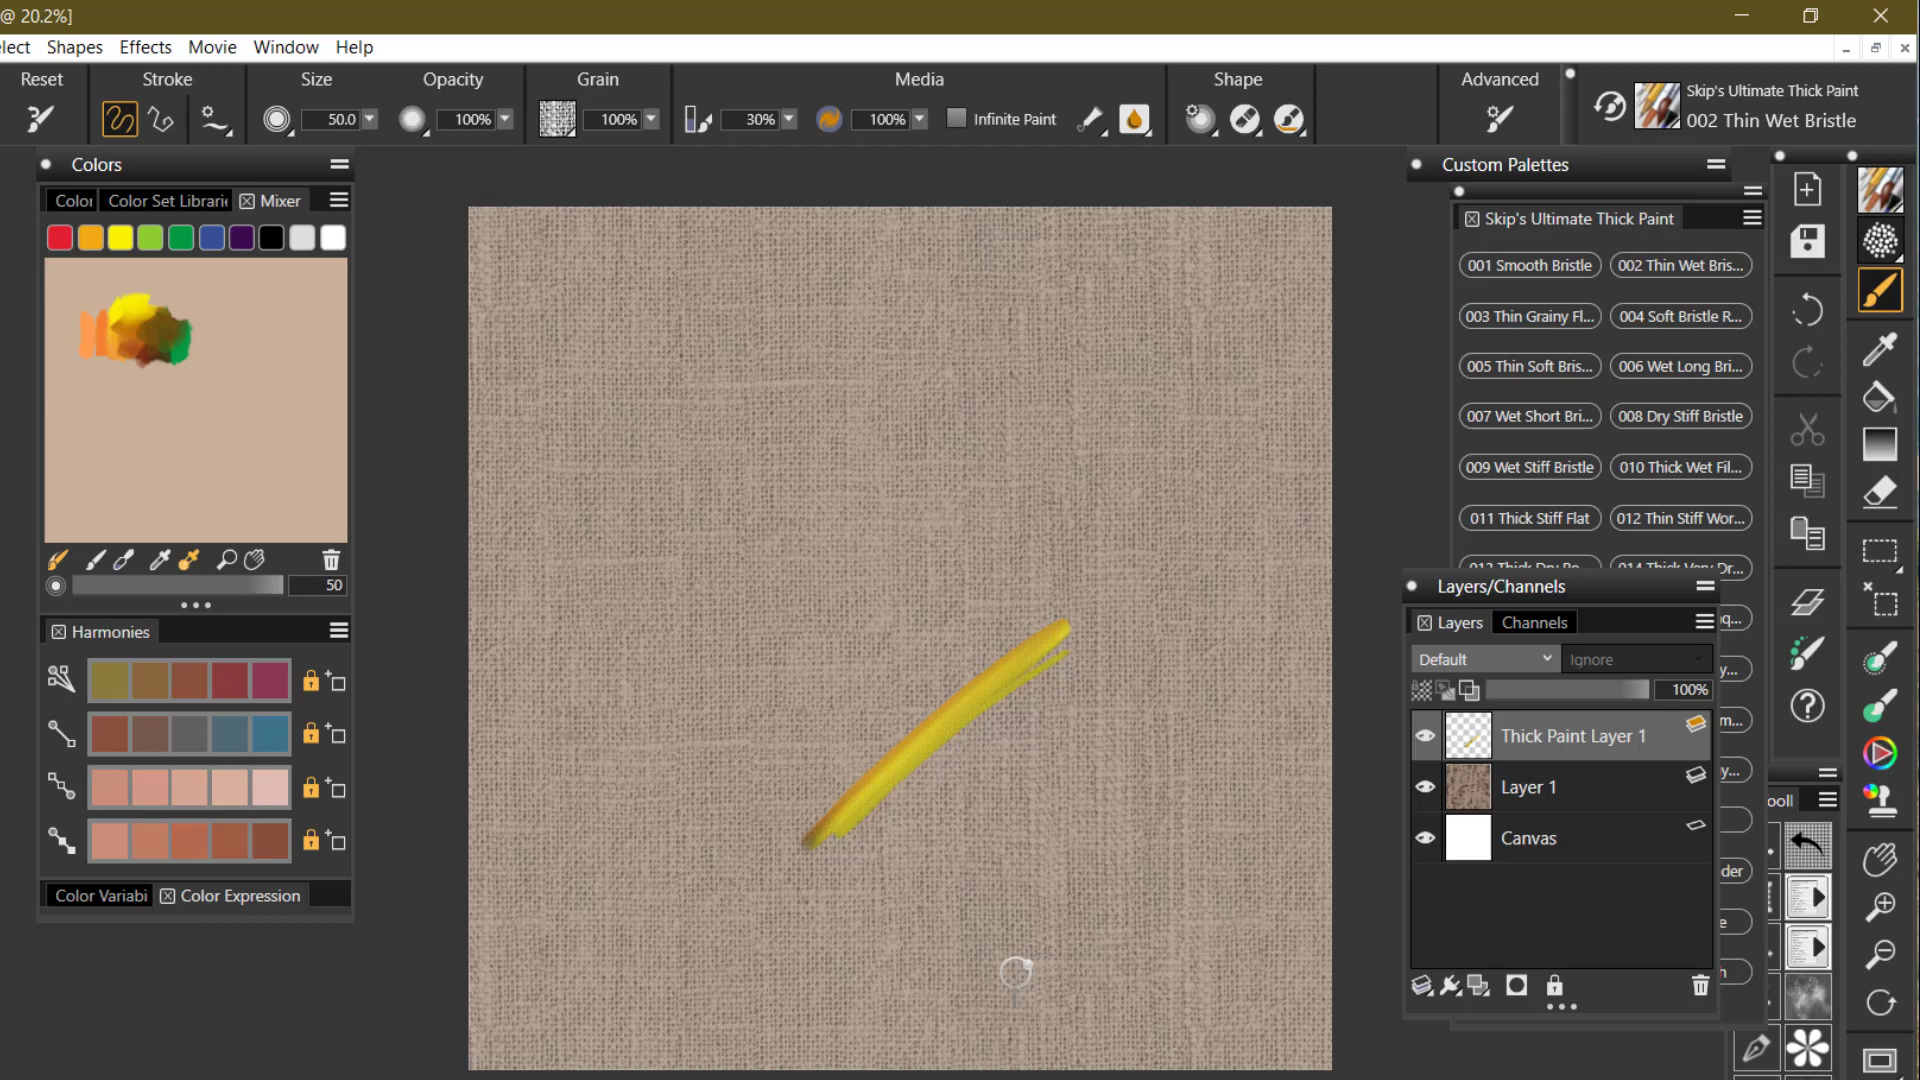 @ 20.2%]
elect Shapes Effects Movie Window Help
Reset Stroke Size Opacity Grain Media Shape Advanced
50.0 100% 100% 30% 100% Infinite Paint
Skip's Ultimate Thick Paint
002 Thin Wet Bristle
Colors
Color Color Set Librarie Mixer
50
Harmonies
Color Variabi Color Expression
Custom Palettes
Skip's Ultimate Thick Paint
001 Smooth Bristle 002 Thin Wet Bris...
003 Thin Grainy Fl... 004 Soft Bristle R...
005 Thin Soft Bris... 006 Wet Long Bri...
007 Wet Short Bri... 008 Dry Stiff Bristle
009 Wet Stiff Bristle 010 Thick Wet Fil...
011 Thick Stiff Flat 012 Thin Stiff Wor...
Layers/Channels
Layers Channels
Default Ignore
100%
Thick Paint Layer 1
Layer 1
Canvas
q...
m...
y...
der
e
ooll